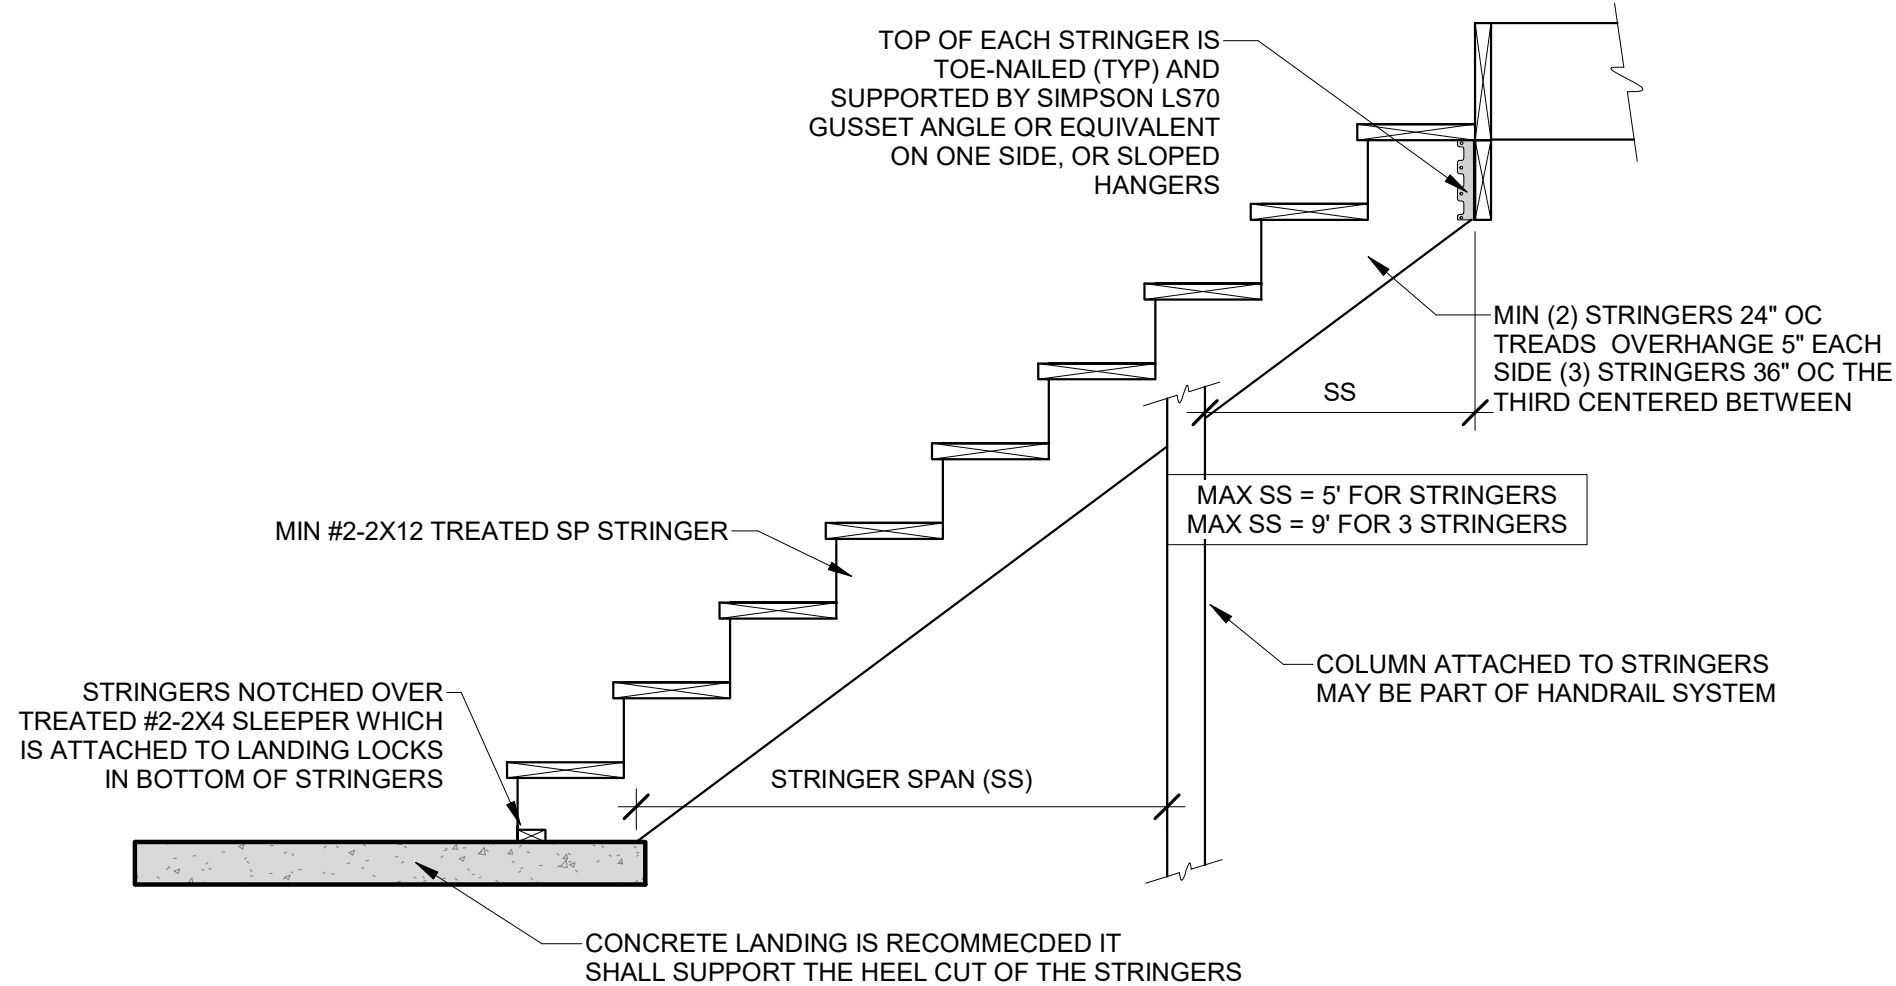 TOP OF EACH STRINGER IS
TOE-NAILED (TYP) AND
SUPPORTED BY SIMPSON LS70
GUSSET ANGLE OR EQUIVALENT
ON ONE SIDE, OR SLOPED
HANGERS
MIN (2) STRINGERS 24" OC
TREADS  OVERHANGE 5" EACH
SIDE (3) STRINGERS 36" OC THE
THIRD CENTERED BETWEEN
SS
MAX SS = 5' FOR STRINGERS
MAX SS = 9' FOR 3 STRINGERS
MIN #2-2X12 TREATED SP STRINGER
COLUMN ATTACHED TO STRINGERS
MAY BE PART OF HANDRAIL SYSTEM
STRINGERS NOTCHED OVER
TREATED #2-2X4 SLEEPER WHICH
IS ATTACHED TO LANDING LOCKS
IN BOTTOM OF STRINGERS
STRINGER SPAN (SS)
CONCRETE LANDING IS RECOMMECDED IT
SHALL SUPPORT THE HEEL CUT OF THE STRINGERS